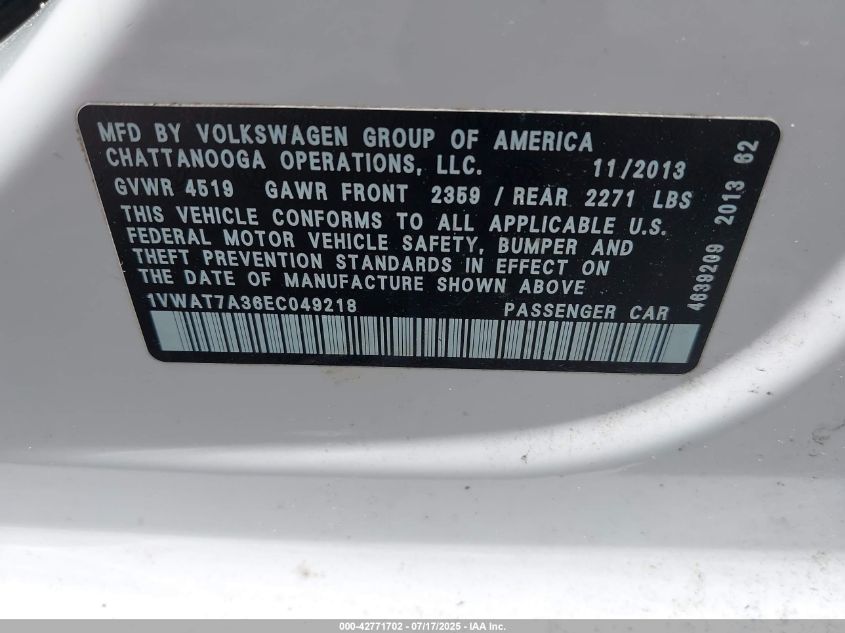 MFD BY VOLKSWAGEN GROUP OF AMERICA
CHATTANOOGA OPERATIONS, LLC. 11/2013
GVWR 4519 GAWR FRONT 2359 / REAR 2271 LBS
THIS VEHICLE CONFORMS TO ALL APPLICABLE U.S.
FEDERAL MOTOR VEHICLE SAFETY, BUMPER AND
THEFT PREVENTION STANDARDS IN EFFECT ON
THE DATE OF MANUFACTURE SHOWN ABOVE
1VWAT7A36EC049218 PASSENGER CAR
4639209 2013 62
000-42771702 - 07/17/2025 - IAA Inc.